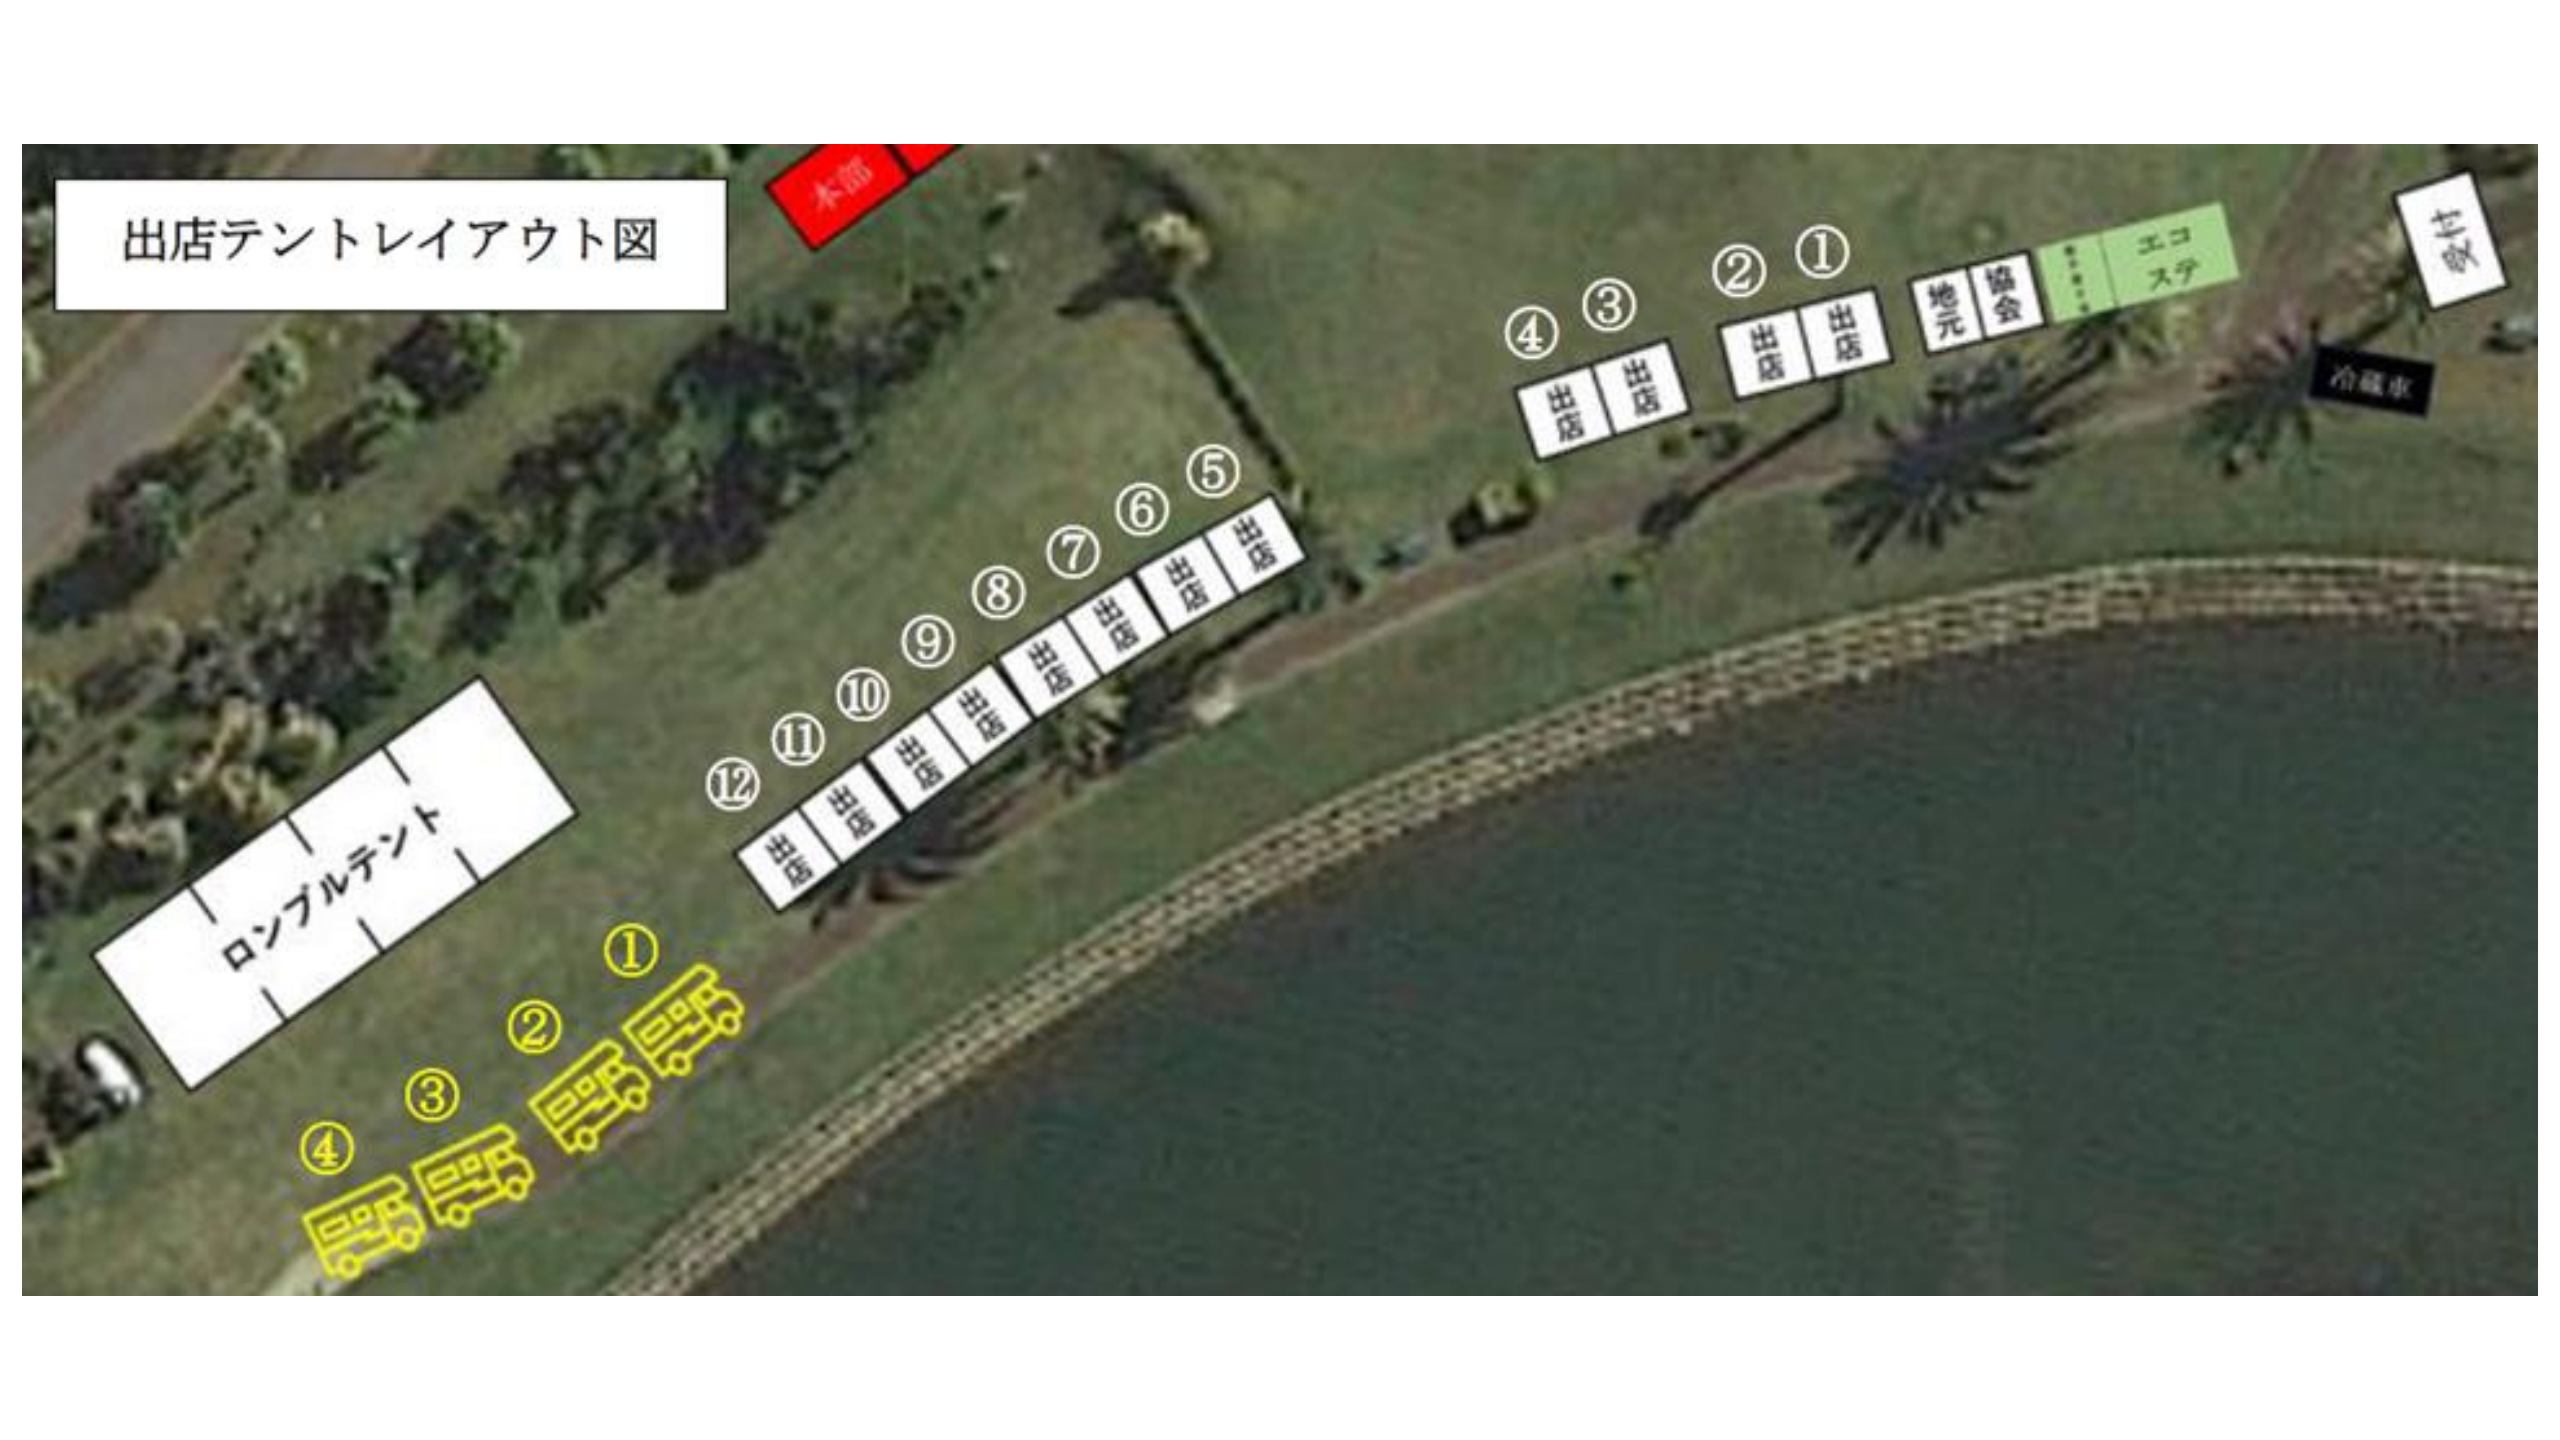 出店テントレイアウト図
本部
受付
エコ
ステ
協会
地元
冷蔵車
①
出店
②
出店
③
出店
④
出店
⑤
出店
⑥
出店
⑦
出店
⑧
出店
⑨
出店
⑩
出店
⑪
出店
⑫
出店
ロンブルテント
①
②
③
④